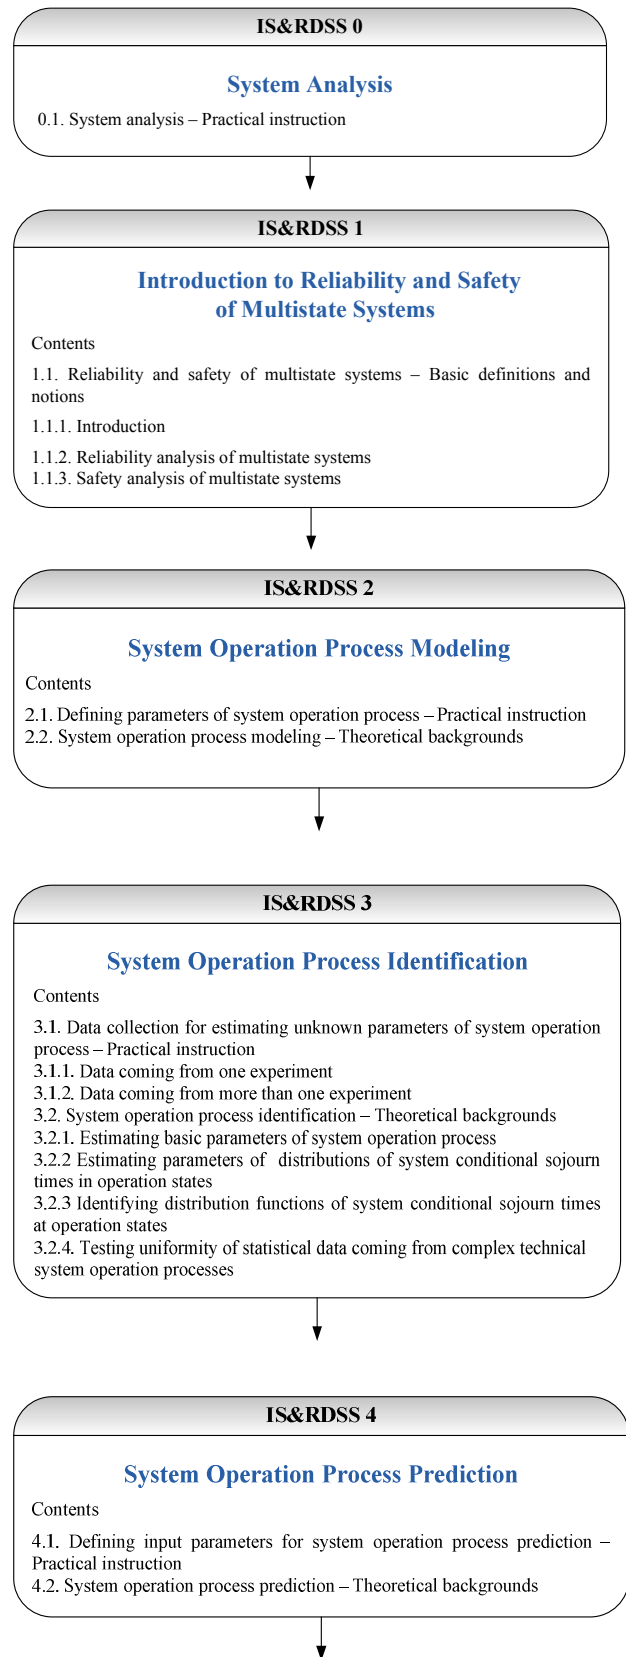 IS&RDSS 0
System Analysis
0.1. System analysis – Practical instruction
IS&RDSS 1
Introduction to Reliability and Safety
of Multistate Systems
Contents
1.1. Reliability and safety of multistate systems – Basic definitions and
notions
1.1.1. Introduction
1.1.2. Reliability analysis of multistate systems
1.1.3. Safety analysis of multistate systems
IS&RDSS 2
System Operation Process Modeling
Contents
2.1. Defining parameters of system operation process – Practical instruction
2.2. System operation process modeling – Theoretical backgrounds
IS&RDSS 3
System Operation Process Identification
Contents
3.1. Data collection for estimating unknown parameters of system operation
process – Practical instruction
3.1.1. Data coming from one experiment
3.1.2. Data coming from more than one experiment
3.2. System operation process identification – Theoretical backgrounds
3.2.1. Estimating basic parameters of system operation process
3.2.2 Estimating parameters of distributions of system conditional sojourn
times in operation states
3.2.3 Identifying distribution functions of system conditional sojourn times
at operation states
3.2.4. Testing uniformity of statistical data coming from complex technical
system operation processes
IS&RDSS 4
System Operation Process Prediction
Contents
4.1. Defining input parameters for system operation process prediction –
Practical instruction
4.2. System operation process prediction – Theoretical backgrounds